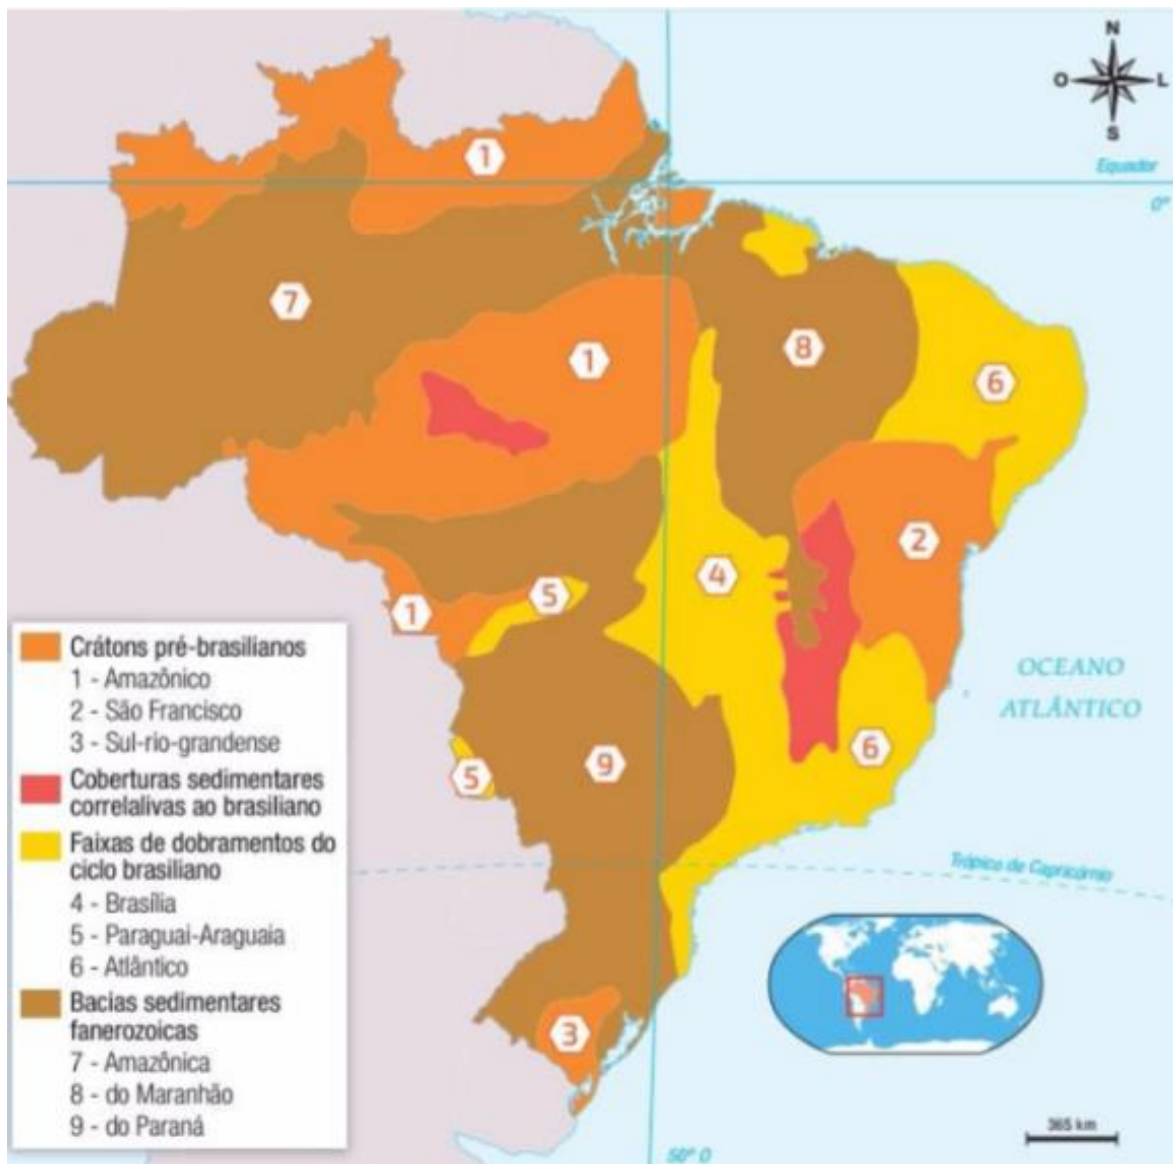 N
O
L
S
Equador
0°
1
7
1
8
6
2
4
5
1
OCEANO
ATLÂNTICO
6
9
5
Trópico de Capricórnio
3
365 km
50° O
Crátons pré-brasilianos
1 - Amazônico
2 - São Francisco
3 - Sul-rio-grandense
Coberturas sedimentares
correlalivas ao brasiliano
Faixas de dobramentos do
ciclo brasiliano
4 - Brasília
5 - Paraguai-Araguaia
6 - Atlântico
Bacias sedimentares
fanerozoicas
7 - Amazônica
8 - do Maranhão
9 - do Paraná